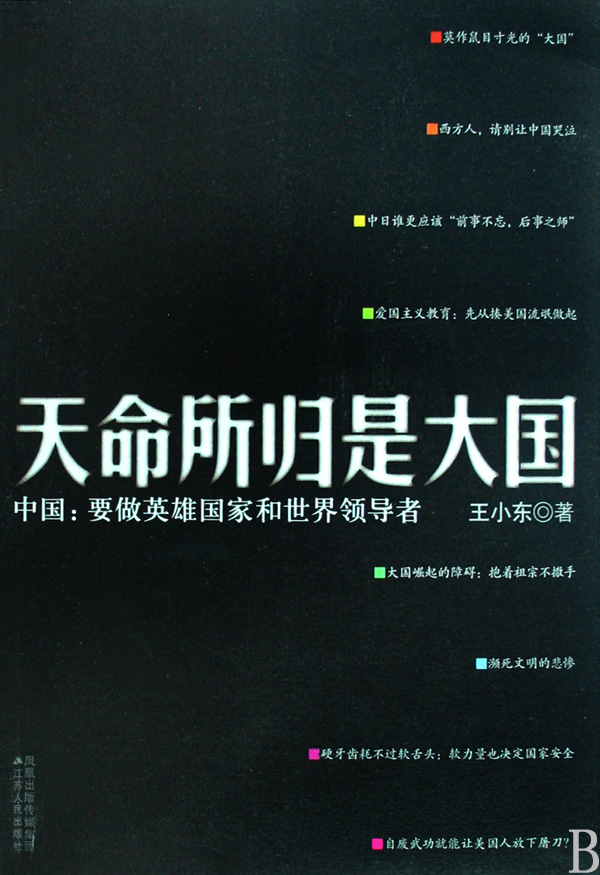 莫作鼠目寸光的“大国”
西方人，请别让中国哭泣
中日谁更应该“前事不忘，后事之师”
爱国主义教育：先从揍美国流氓做起
天命所归是大国
中国：要做英雄国家和世界领导者 王小东◎著
大国崛起的障碍：抱着祖宗不撒手
濒死文明的悲惨
硬牙齿耗不过软舌头：软力量也决定国家安全
自废武功就能让美国人放下屠刀？
凤凰出版传媒集团
江苏人民出版社
B